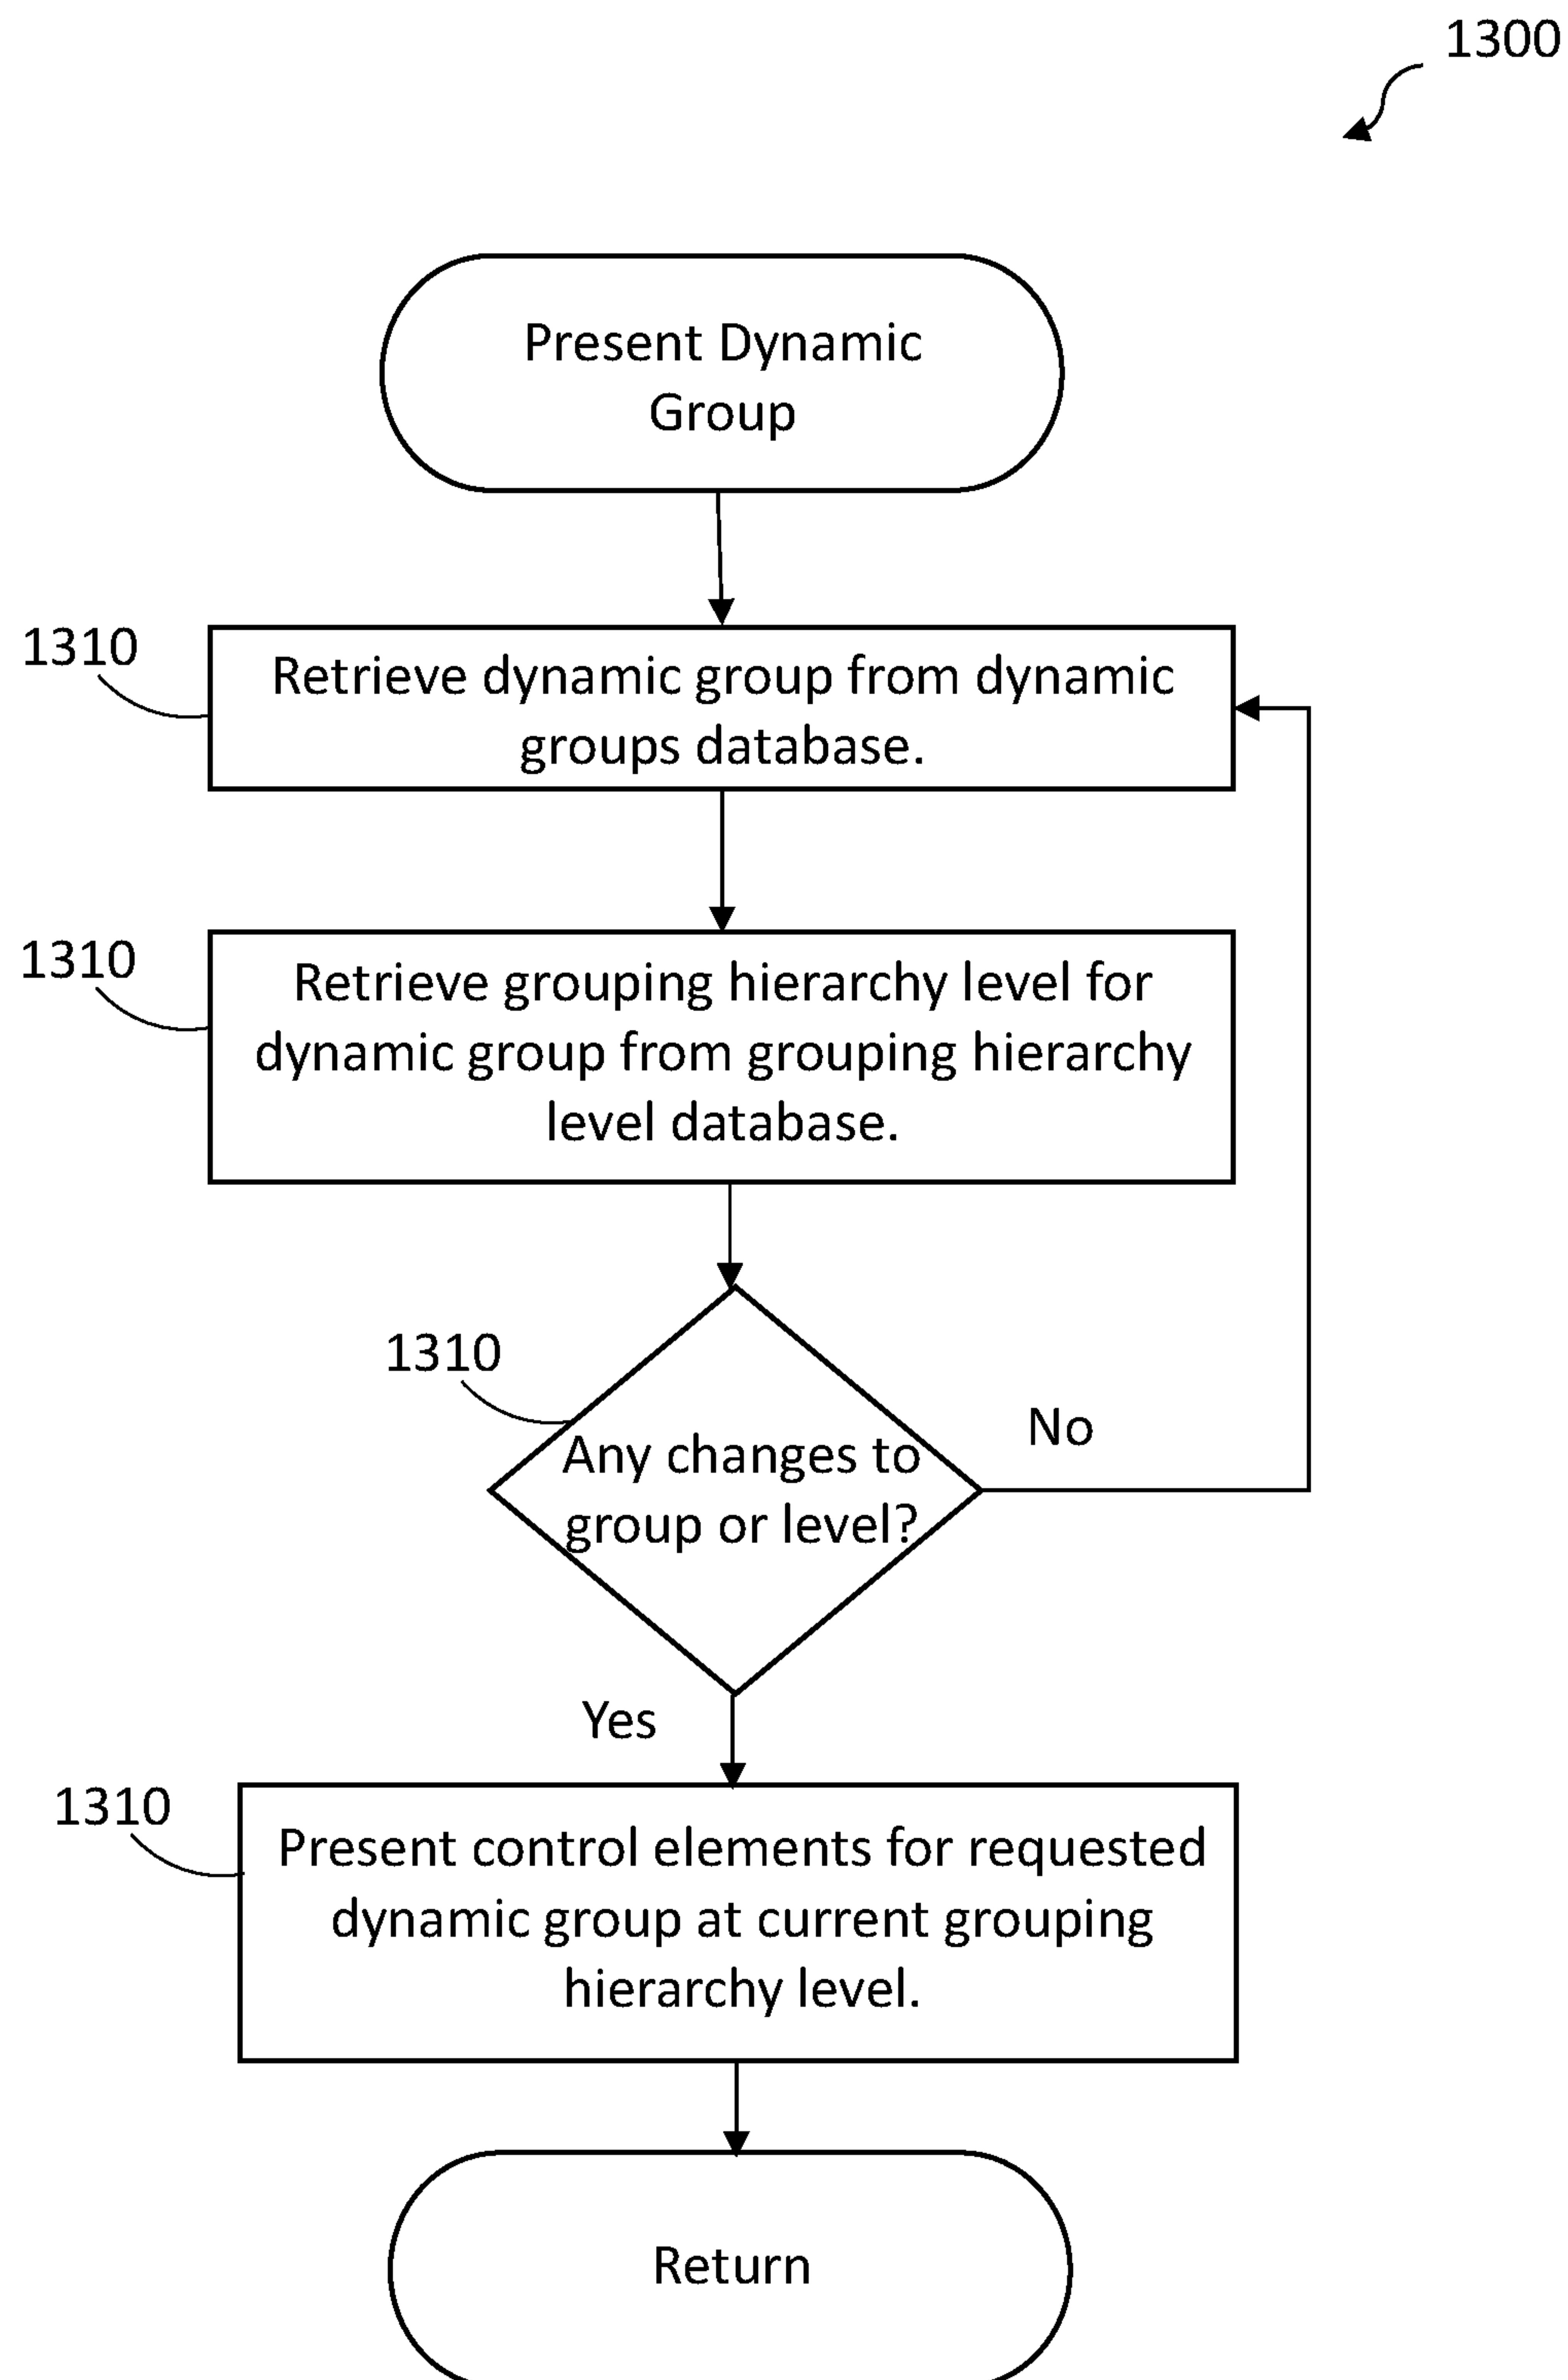 1300
Present Dynamic
Group
1310
Retrieve dynamic group from dynamic
groups database.
1310
Retrieve grouping hierarchy level for
dynamic group from grouping hierarchy
level database.
1310
Any changes to
group or level?
No
Yes
1310
Present control elements for requested
dynamic group at current grouping
hierarchy level.
Return